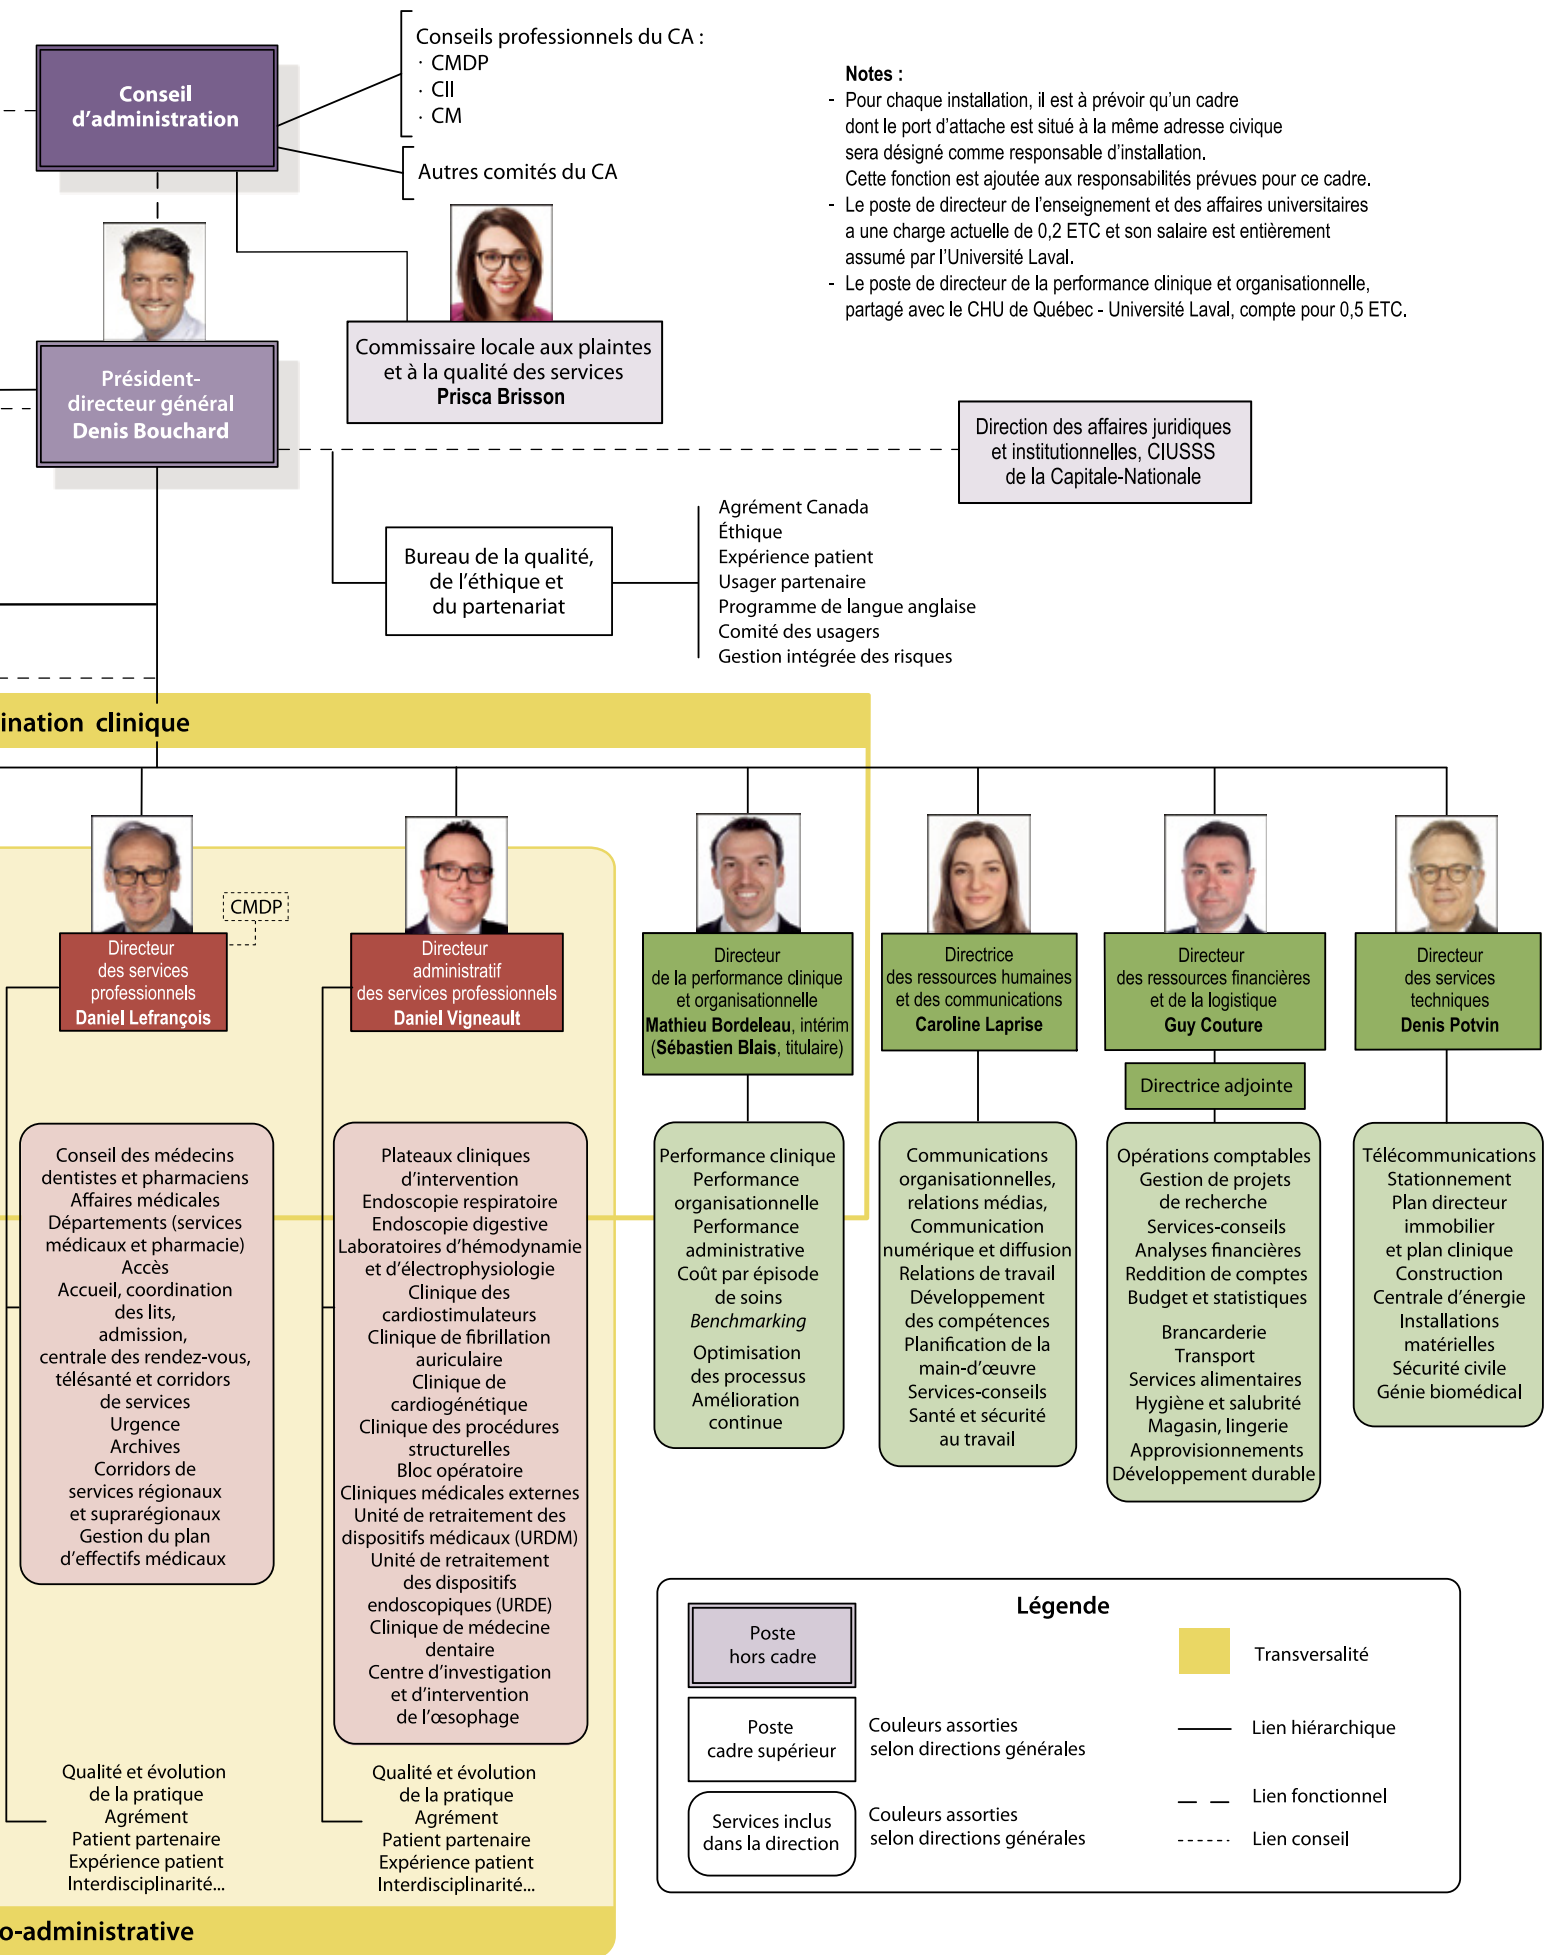 Conseil
d'administration
Conseils professionnels du CA :
· CMDP
· CII
· CM
Autres comités du CA
Notes :
- Pour chaque installation, il est à prévoir qu'un cadre
dont le port d'attache est situé à la même adresse civique
sera désigné comme responsable d'installation.
Cette fonction est ajoutée aux responsabilités prévues pour ce cadre.
- Le poste de directeur de l'enseignement et des affaires universitaires
a une charge actuelle de 0,2 ETC et son salaire est entièrement
assumé par l'Université Laval.
- Le poste de directeur de la performance clinique et organisationnelle,
partagé avec le CHU de Québec - Université Laval, compte pour 0,5 ETC.
Président-
directeur général
Denis Bouchard
Commissaire locale aux plaintes
et à la qualité des services
Prisca Brisson
Direction des affaires juridiques
et institutionnelles, CIUSSS
de la Capitale-Nationale
Bureau de la qualité,
de l'éthique et
du partenariat
Agrément Canada
Éthique
Expérience patient
Usager partenaire
Programme de langue anglaise
Comité des usagers
Gestion intégrée des risques
ination clinique
CMDP
Directeur
des services
professionnels
Daniel Lefrançois
Directeur
administratif
des services professionnels
Daniel Vigneault
Directeur
de la performance clinique
et organisationnelle
Mathieu Bordeleau, intérim
(Sébastien Blais, titulaire)
Directrice
des ressources humaines
et des communications
Caroline Laprise
Directeur
des ressources financières
et de la logistique
Guy Couture
Directrice adjointe
Directeur
des services
techniques
Denis Potvin
Conseil des médecins
dentistes et pharmaciens
Affaires médicales
Départements (services
médicaux et pharmacie)
Accès
Accueil, coordination
des lits,
admission,
centrale des rendez-vous,
télésanté et corridors
de services
Urgence
Archives
Corridors de
services régionaux
et suprarégionaux
Gestion du plan
d'effectifs médicaux
Plateaux cliniques
d'intervention
Endoscopie respiratoire
Endoscopie digestive
Laboratoires d'hémodynamie
et d'électrophysiologie
Clinique des
cardiostimulateurs
Clinique de fibrillation
auriculaire
Clinique de
cardiogénétique
Clinique des procédures
structurelles
Bloc opératoire
Cliniques médicales externes
Unité de retraitement des
dispositifs médicaux (URDM)
Unité de retraitement
des dispositifs
endoscopiques (URDE)
Clinique de médecine
dentaire
Centre d'investigation
et d'intervention
de l'œsophage
Performance clinique
Performance
organisationnelle
Performance
administrative
Coût par épisode
de soins
Benchmarking
Optimisation
des processus
Amélioration
continue
Communications
organisationnelles,
relations médias,
Communication
numérique et diffusion
Relations de travail
Développement
des compétences
Planification de la
main-d'œuvre
Services-conseils
Santé et sécurité
au travail
Opérations comptables
Gestion de projets
de recherche
Services-conseils
Analyses financières
Reddition de comptes
Budget et statistiques
Brancarderie
Transport
Services alimentaires
Hygiène et salubrité
Magasin, lingerie
Approvisionnements
Développement durable
Télécommunications
Stationnement
Plan directeur
immobilier
et plan clinique
Construction
Centrale d'énergie
Installations
matérielles
Sécurité civile
Génie biomédical
Qualité et évolution
de la pratique
Agrément
Patient partenaire
Expérience patient
Interdisciplinarité...
Qualité et évolution
de la pratique
Agrément
Patient partenaire
Expérience patient
Interdisciplinarité...
o-administrative
Légende
Poste
hors cadre
Poste
cadre supérieur
Couleurs assorties
selon directions générales
Services inclus
dans la direction
Couleurs assorties
selon directions générales
Transversalité
Lien hiérarchique
Lien fonctionnel
Lien conseil